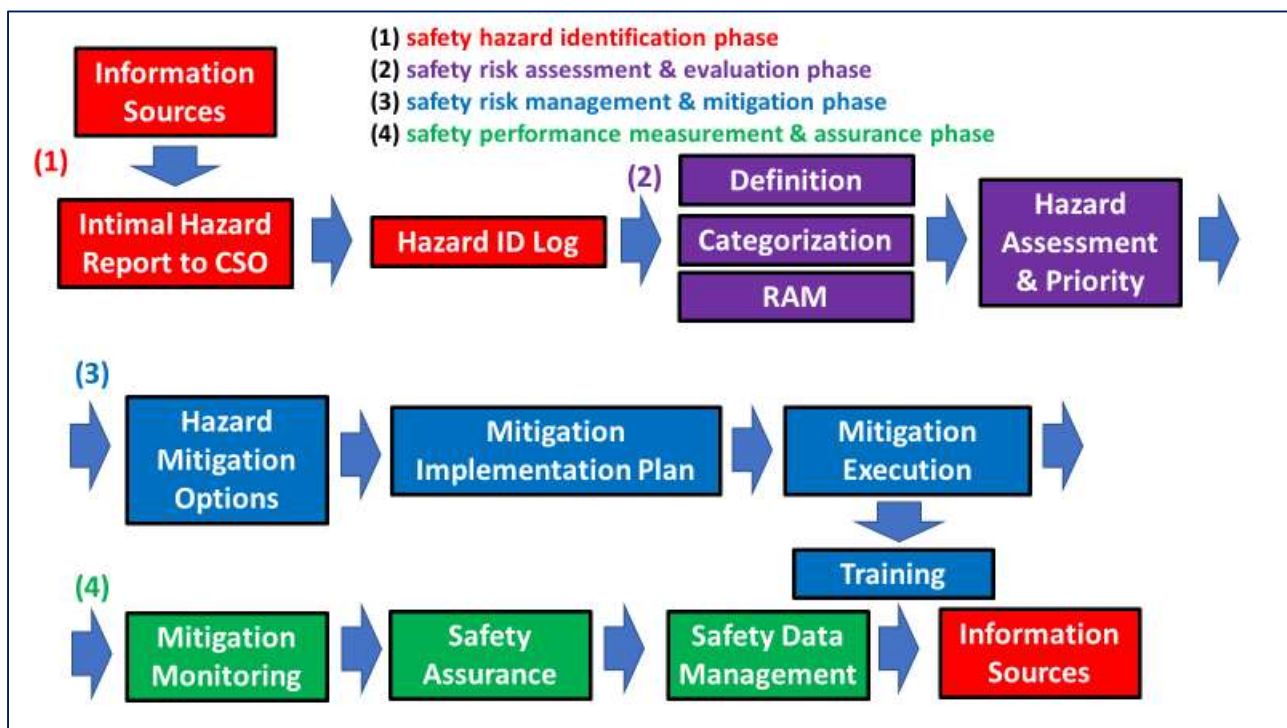 (1) safety hazard identification phase
(2) safety risk assessment & evaluation phase
(3) safety risk management & mitigation phase
(4) safety performance measurement & assurance phase
Information
Sources
(1)
Intimal Hazard
Report to CSO
Hazard ID Log
(2)
Definition
Categorization
RAM
Hazard
Assessment
& Priority
(3)
Hazard
Mitigation
Options
Mitigation
Implementation Plan
Mitigation
Execution
Training
(4)
Mitigation
Monitoring
Safety
Assurance
Safety Data
Management
Information
Sources